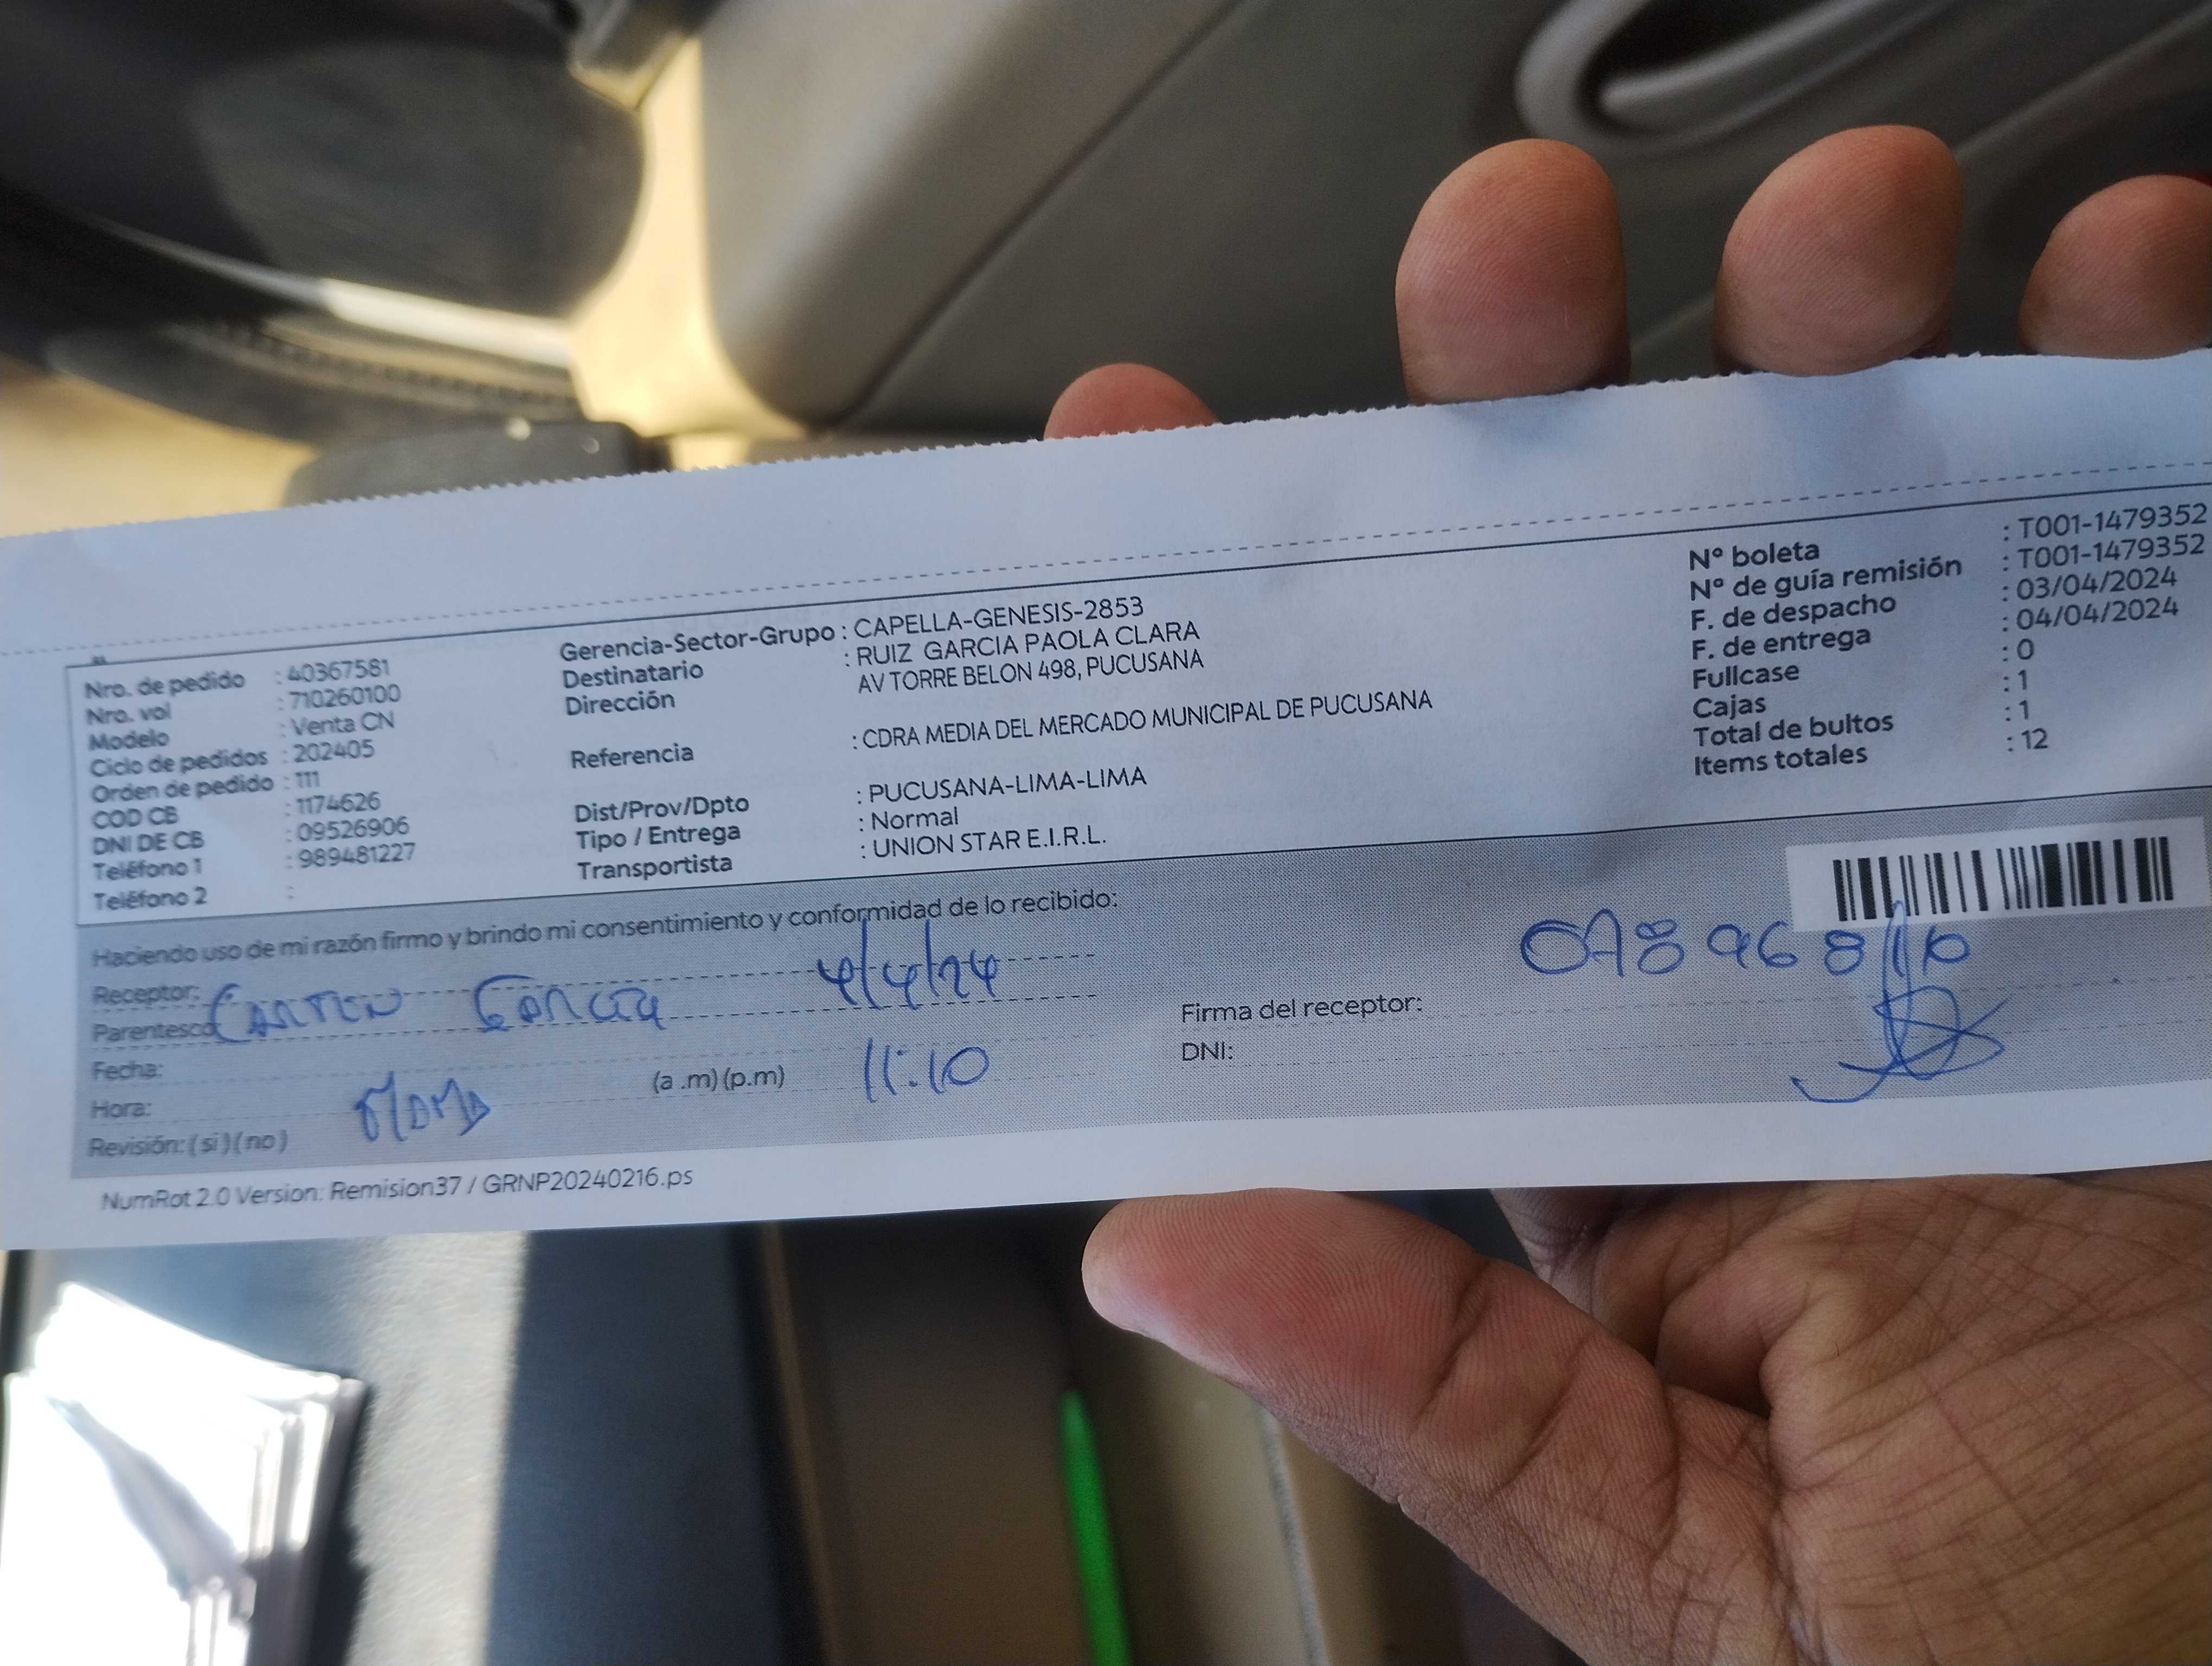 Nro. de pedido : 40367581
Nro. vol : 710260100
Modelo : Venta CN
Ciclo de pedidos : 202405
Orden de pedido : 111
COD CB : 1174626
DNI DE CB : 09526906
Teléfono 1 : 989481227
Teléfono 2 :
Gerencia-Sector-Grupo : CAPELLA-GENESIS-2853
Destinatario : RUIZ GARCIA PAOLA CLARA
Dirección AV TORRE BELON 498, PUCUSANA
Referencia : CDRA MEDIA DEL MERCADO MUNICIPAL DE PUCUSANA
Dist/Prov/Dpto : PUCUSANA-LIMA-LIMA
Tipo / Entrega : Normal
Transportista : UNION STAR E.I.R.L.
Nº boleta : T001-1479352
Nº de guía remisión : T001-1479352
F. de despacho : 03/04/2024
F. de entrega : 04/04/2024
Fullcase : 0
Cajas : 1
Total de bultos : 1
Items totales : 12
Haciendo uso de mi razón firmo y brindo mi consentimiento y conformidad de lo recibido:
Receptor: García 4/4/24
Parentesco
Fecha:
Hora: (a .m) (p.m) 11:10
Revisión: ( si ) ( no )
Firma del receptor:
DNI:
NumRot 2.0 Version: Remision37 / GRNP20240216.ps